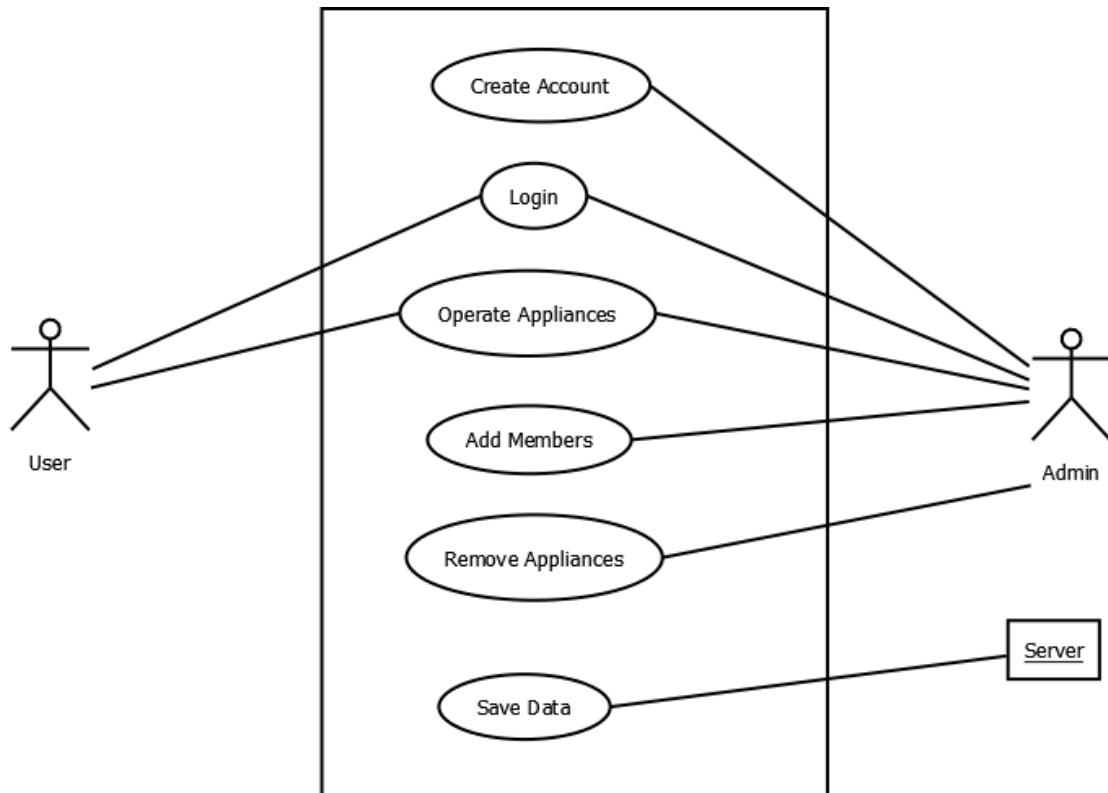 Create Account
Login
Operate Appliances
Add Members
User
Admin
Remove Appliances
Server
Save Data